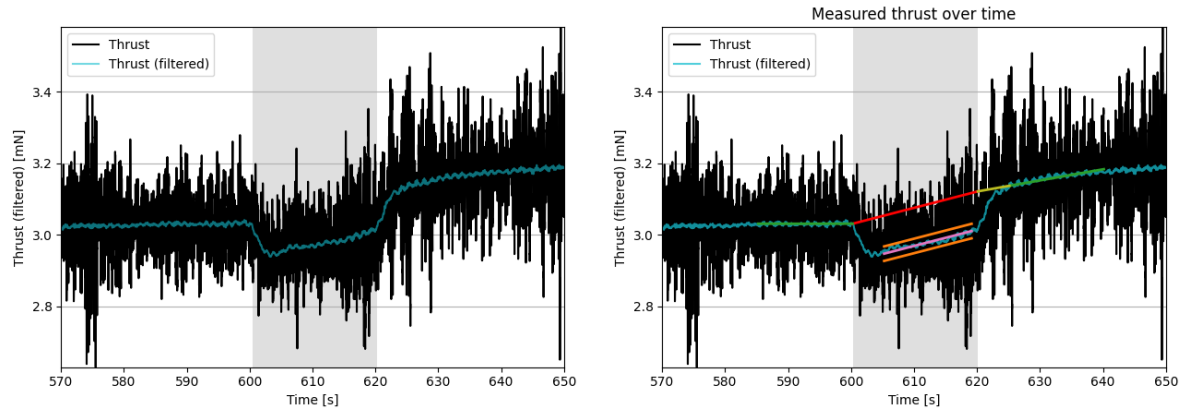 Thrust
Thrust (filtered)
Thrust (filtered) [mN]
3.4
3.2
3.0
2.8
570
580
590
600
610
620
630
640
650
Time [s]
Measured thrust over time
Thrust
Thrust (filtered)
Thrust (filtered) [mN]
3.4
3.2
3.0
2.8
570
580
590
600
610
620
630
640
650
Time [s]